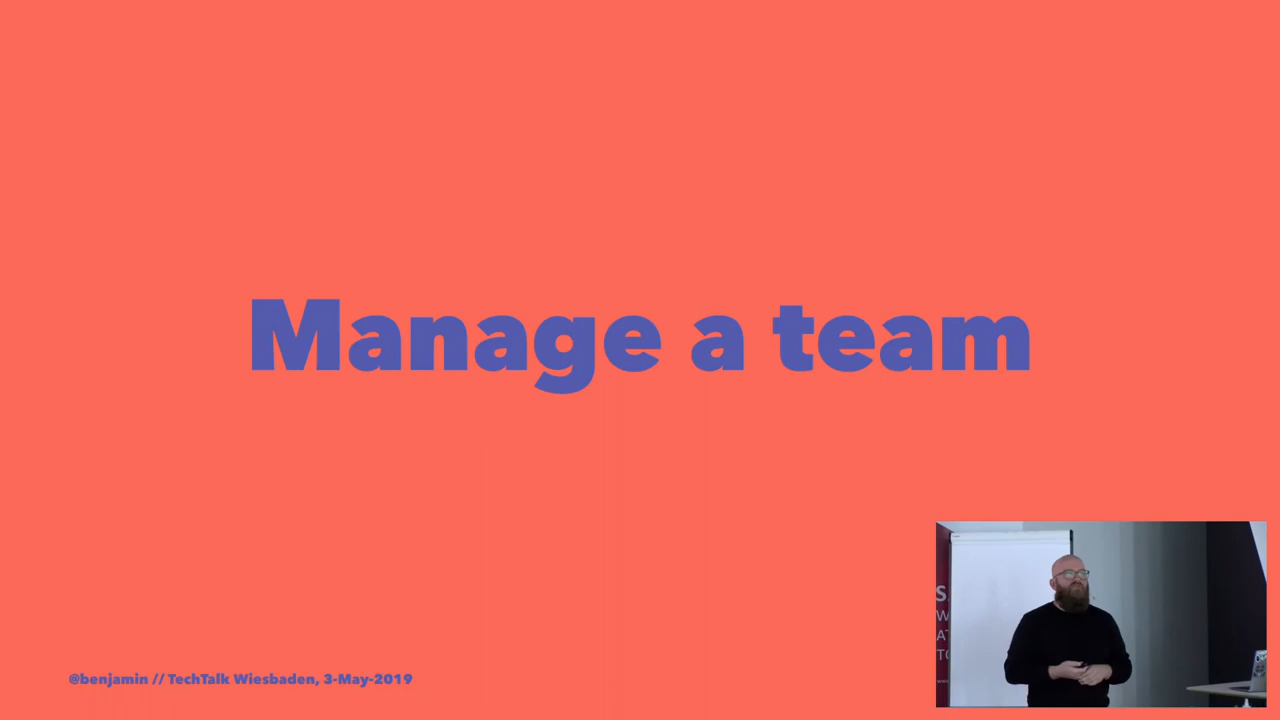 Manage a team
@benjamin // TechTalk Wiesbaden, 3-May-2019